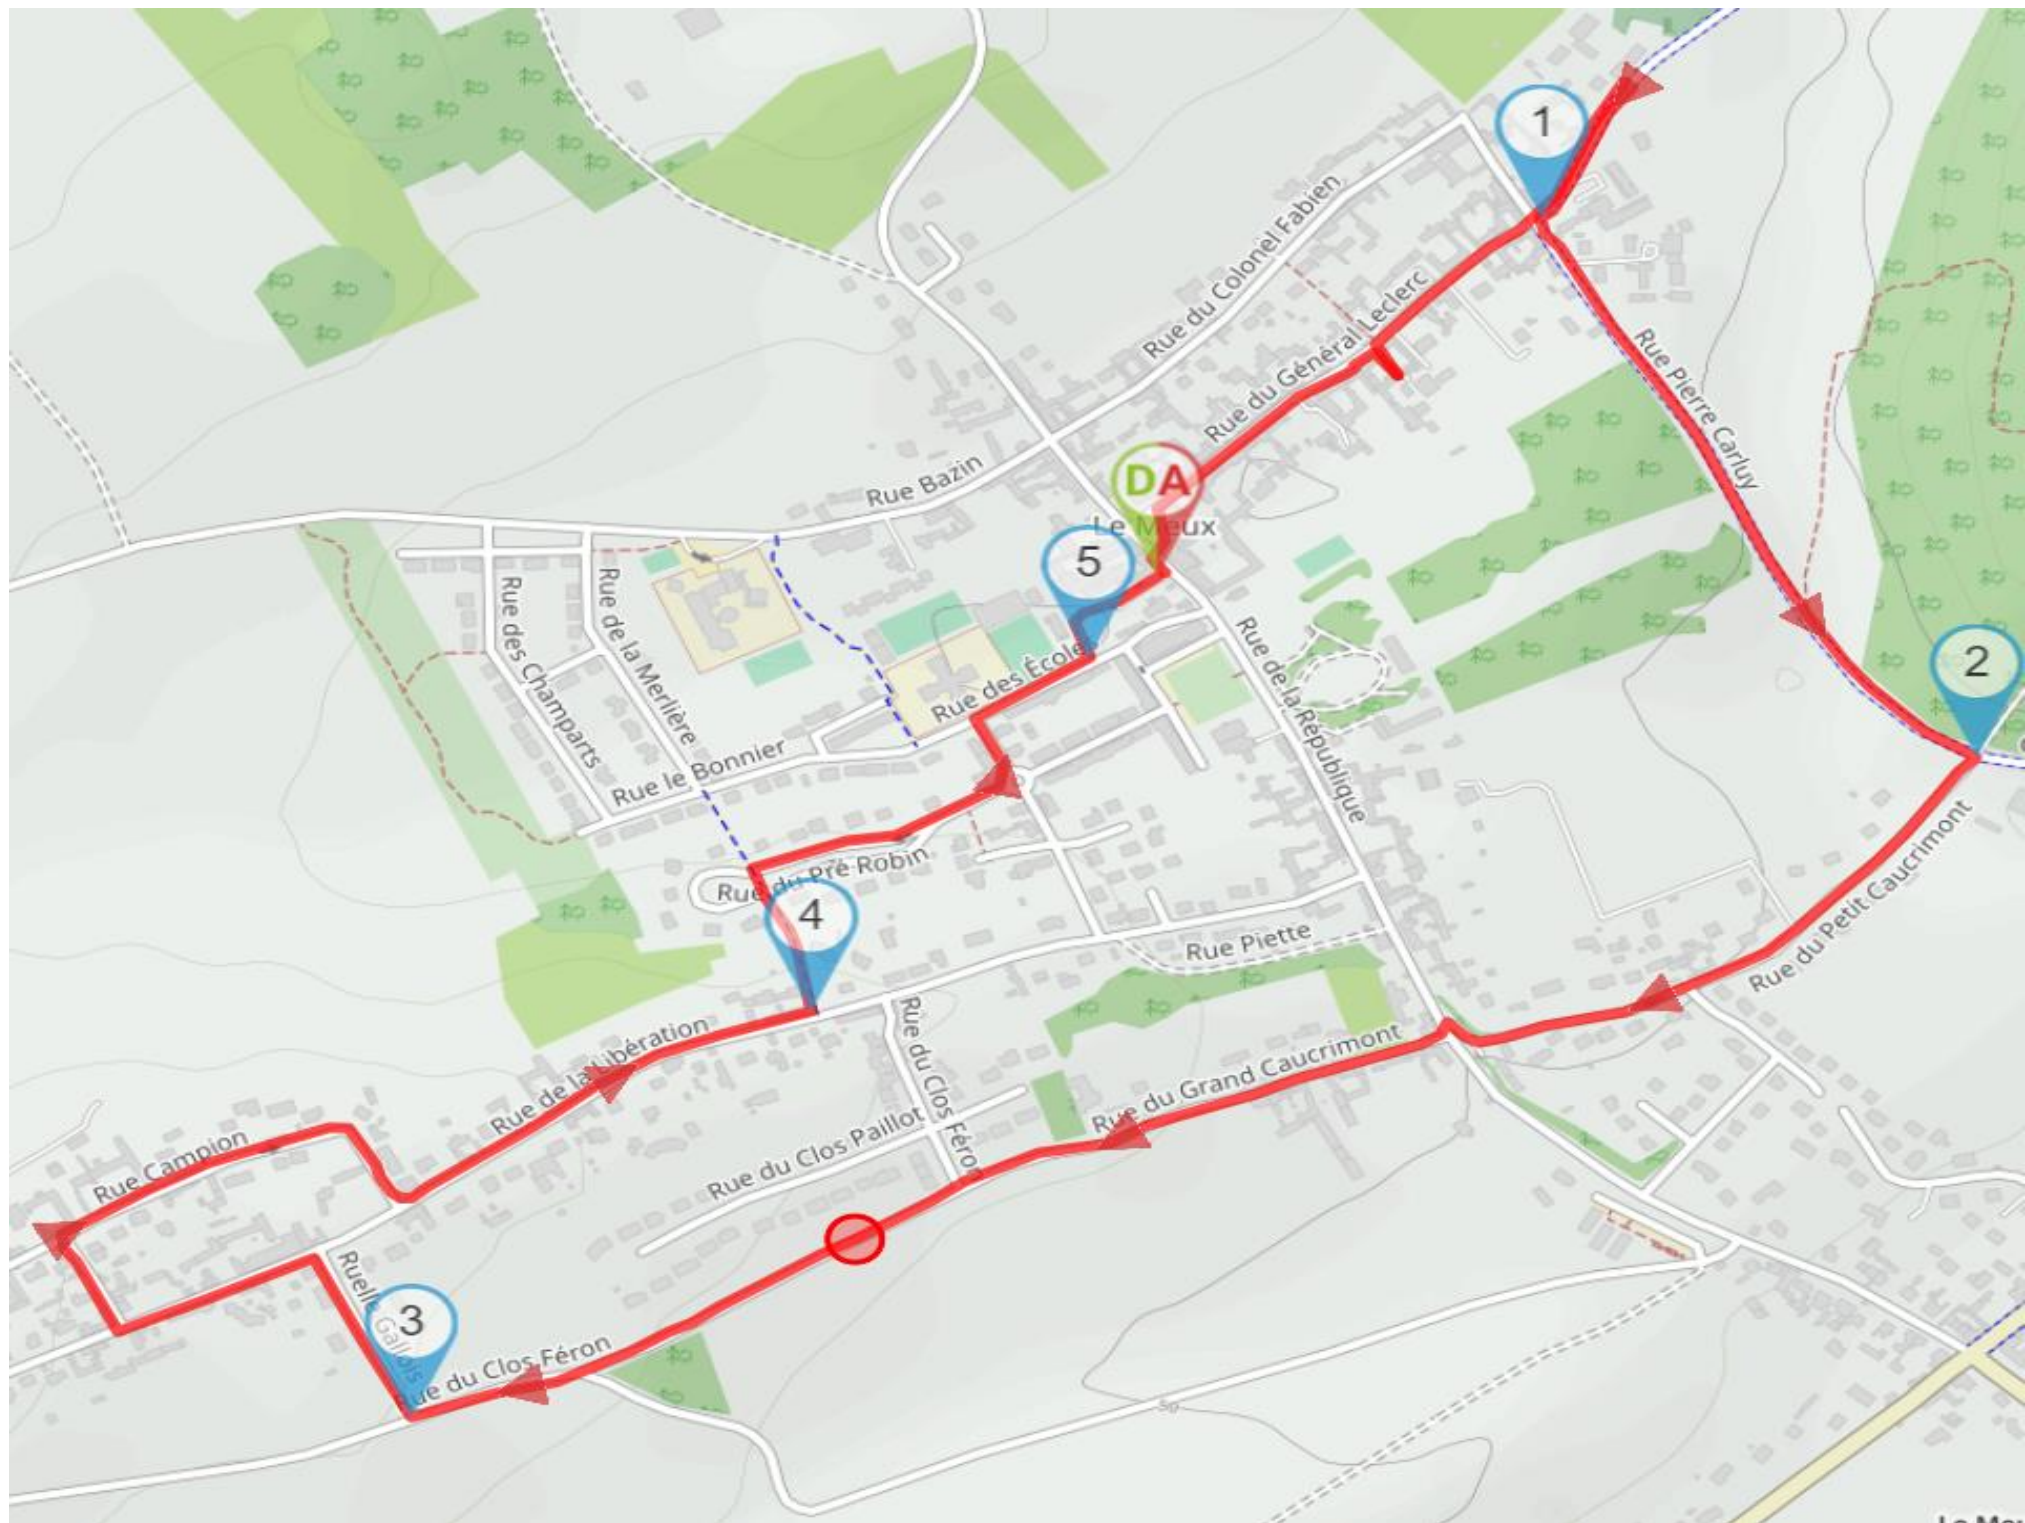 1
Rue du Colonel Fabien
Rue du Général Leclerc
Rue Pierre Carluy
Rue Bazin
DA
Le Meux
5
Rue des Champarts
Rue de la Merlière
Rue des École
Rue de la République
2
Rue le Bonnier
Rue du Pré Robin
4
Rue Piette
Rue du Petit Caucrimont
Rue de la Libération
Rue du Clos Féron
Rue du Grand Caucrimont
Rue du Clos Paillot
Rue Campion
Ruelle Gallois
3
Rue du Clos Féron
50